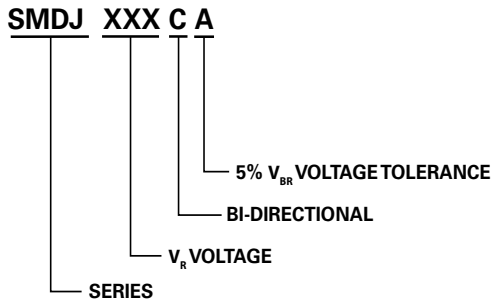 SMDJ XXX C A
5% VBR VOLTAGE TOLERANCE
BI-DIRECTIONAL
VR VOLTAGE
SERIES